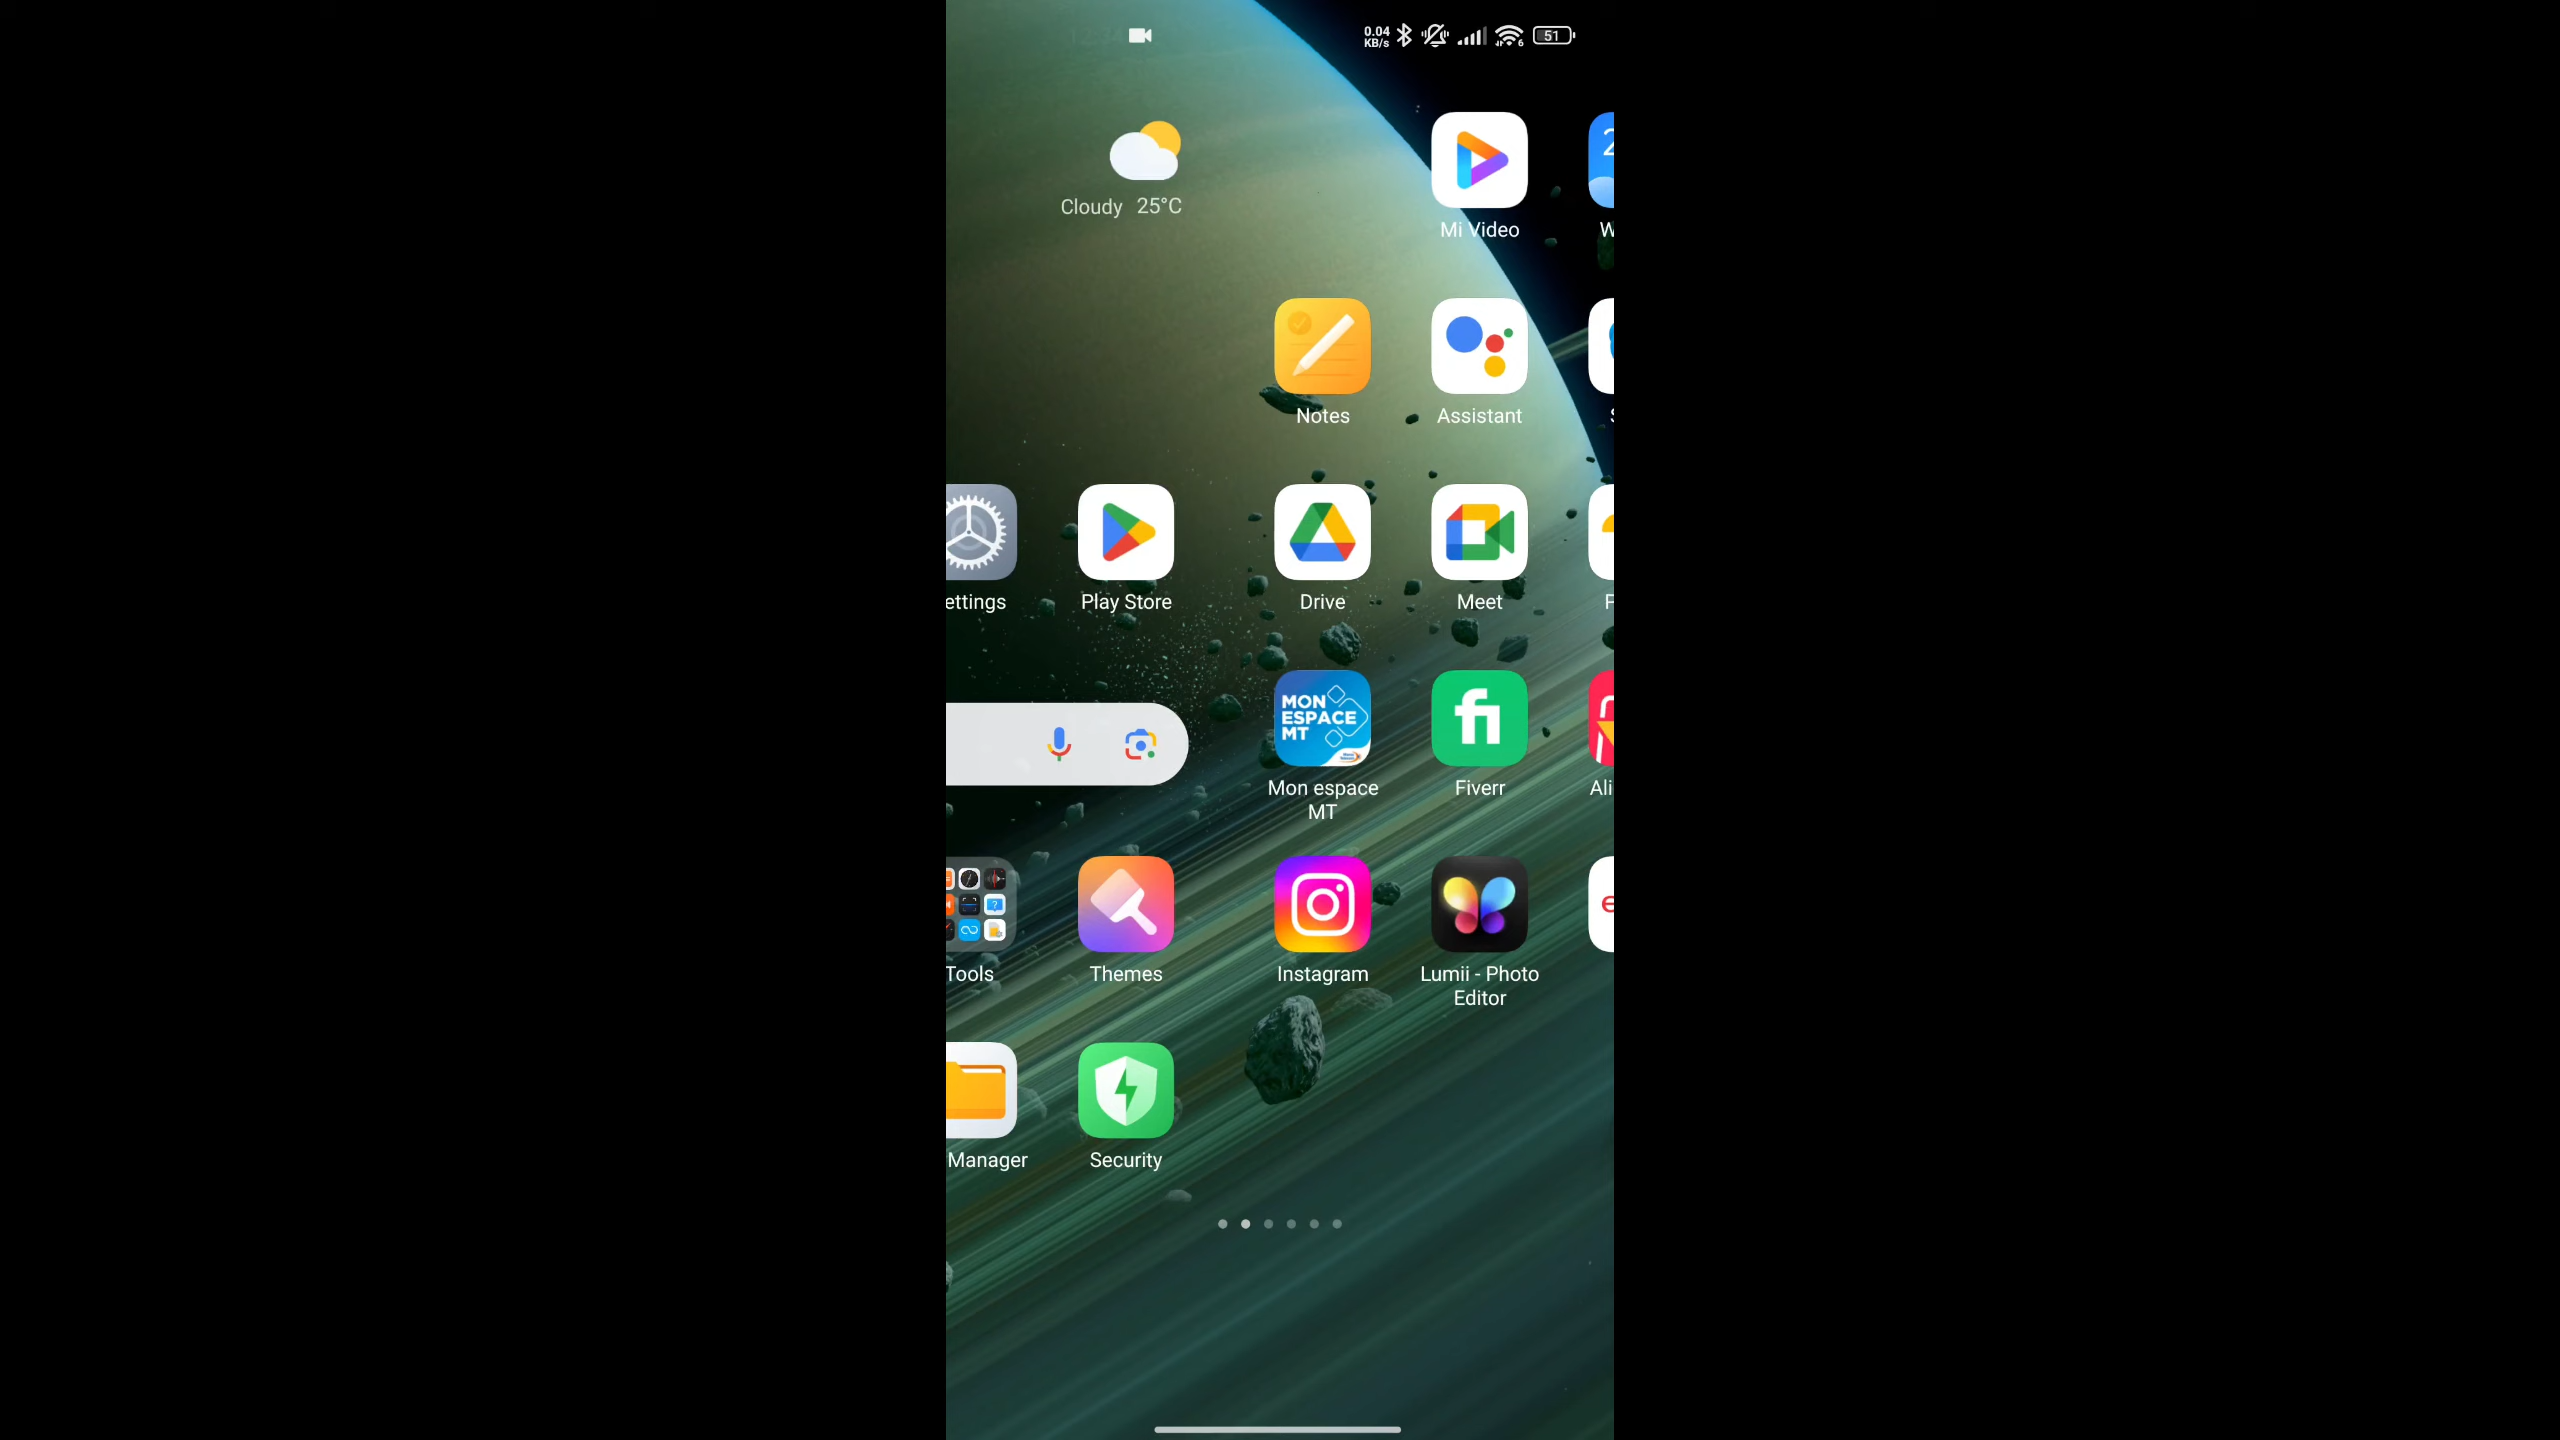 0.04
KB/s
51
Cloudy 25°C
Mi Video
W
Notes
Assistant
ettings
Play Store
Drive
Meet
MON
ESPACE
MT
fi
Mon espace
MT
Fiverr
Ali
Tools
Themes
Instagram
Lumii - Photo
Editor
Manager
Security